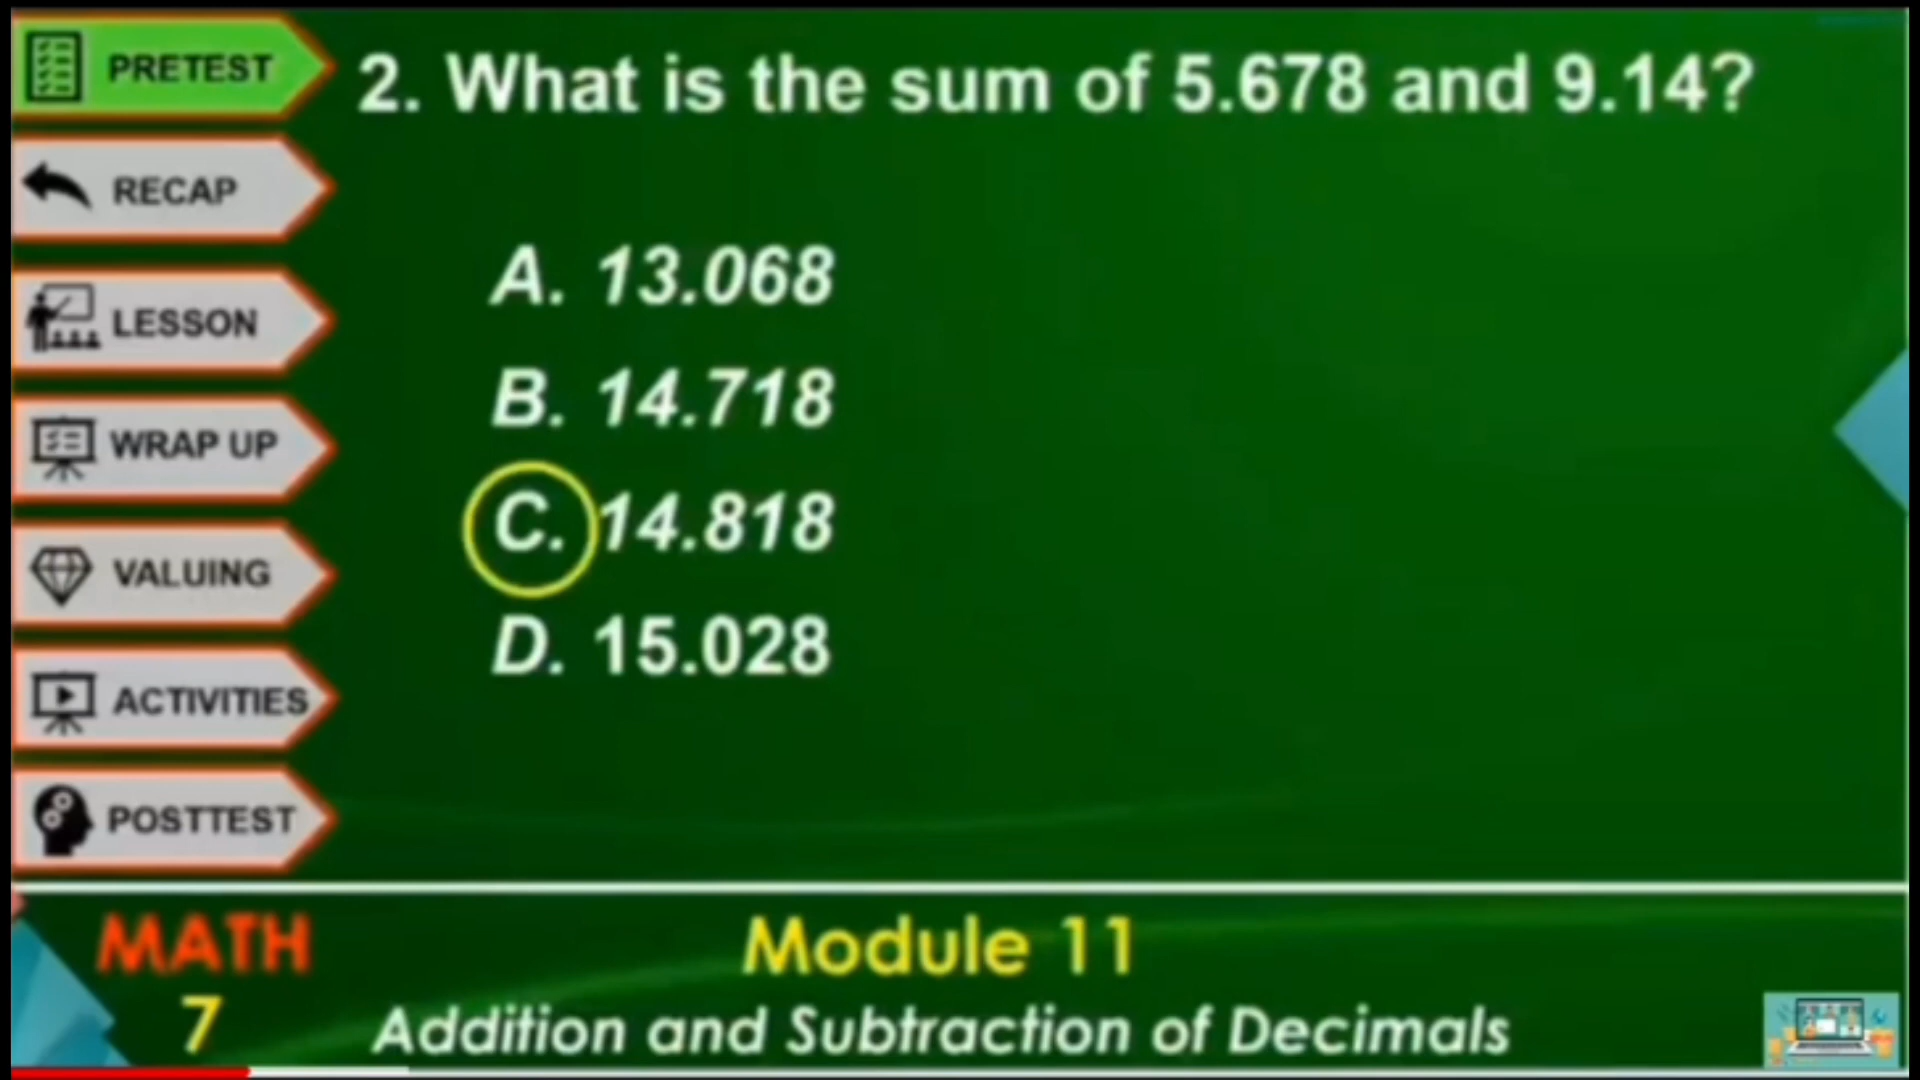 PRETEST
2. What is the sum of 5.678 and 9.14?
RECAP
A. 13.068
LESSON
B. 14.718
WRAP UP
C. 14.818
VALUING
D. 15.028
ACTIVITIES
POSTTEST
MATH
7
Module 11
Addition and Subtraction of Decimals